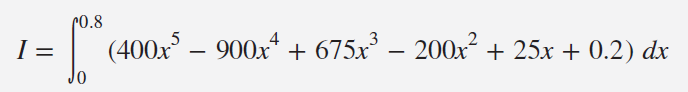 I = ∫₀^0.8 (400x⁵ − 900x⁴ + 675x³ − 200x² + 25x + 0.2) dx